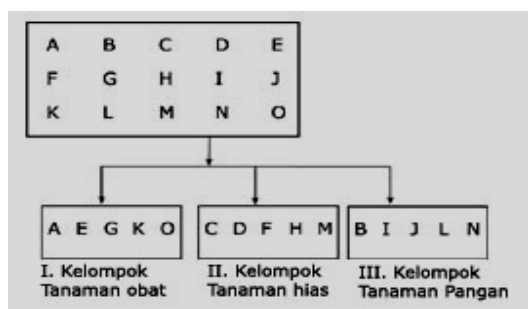 A B C D E
F G H I J
K L M N O
A E G K O
I. Kelompok
Tanaman obat
C D F H M
II. Kelompok
Tanaman hias
B I J L N
III. Kelompok
Tanaman Pangan